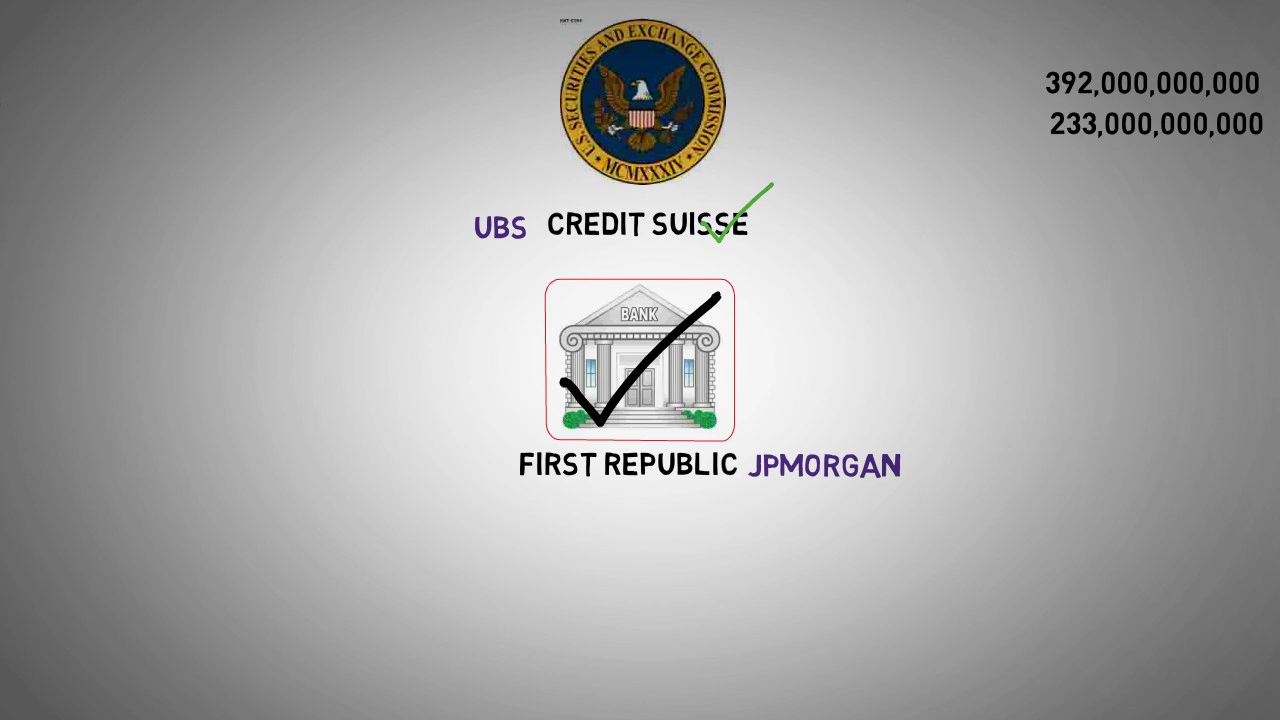 U.S. SECURITIES AND EXCHANGE COMMISSION
MCMXXXIV
392,000,000,000
233,000,000,000
UBS CREDIT SUISSE
BANK
FIRST REPUBLIC JPMORGAN